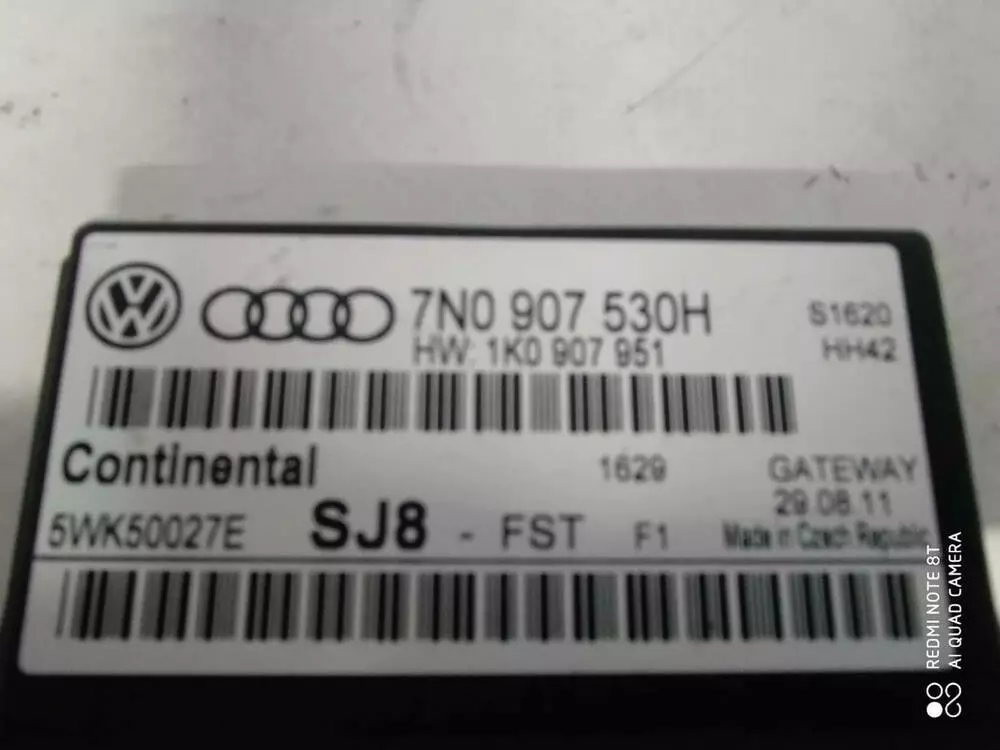 7N0 907 530H
S1620
HW: 1K0 907 951
HH42
Continental
1629
GATEWAY
29.08.11
5WK50027E
SJ8 - FST F1
Made in Czech Republic
REDMI NOTE 8T
AI QUAD CAMERA